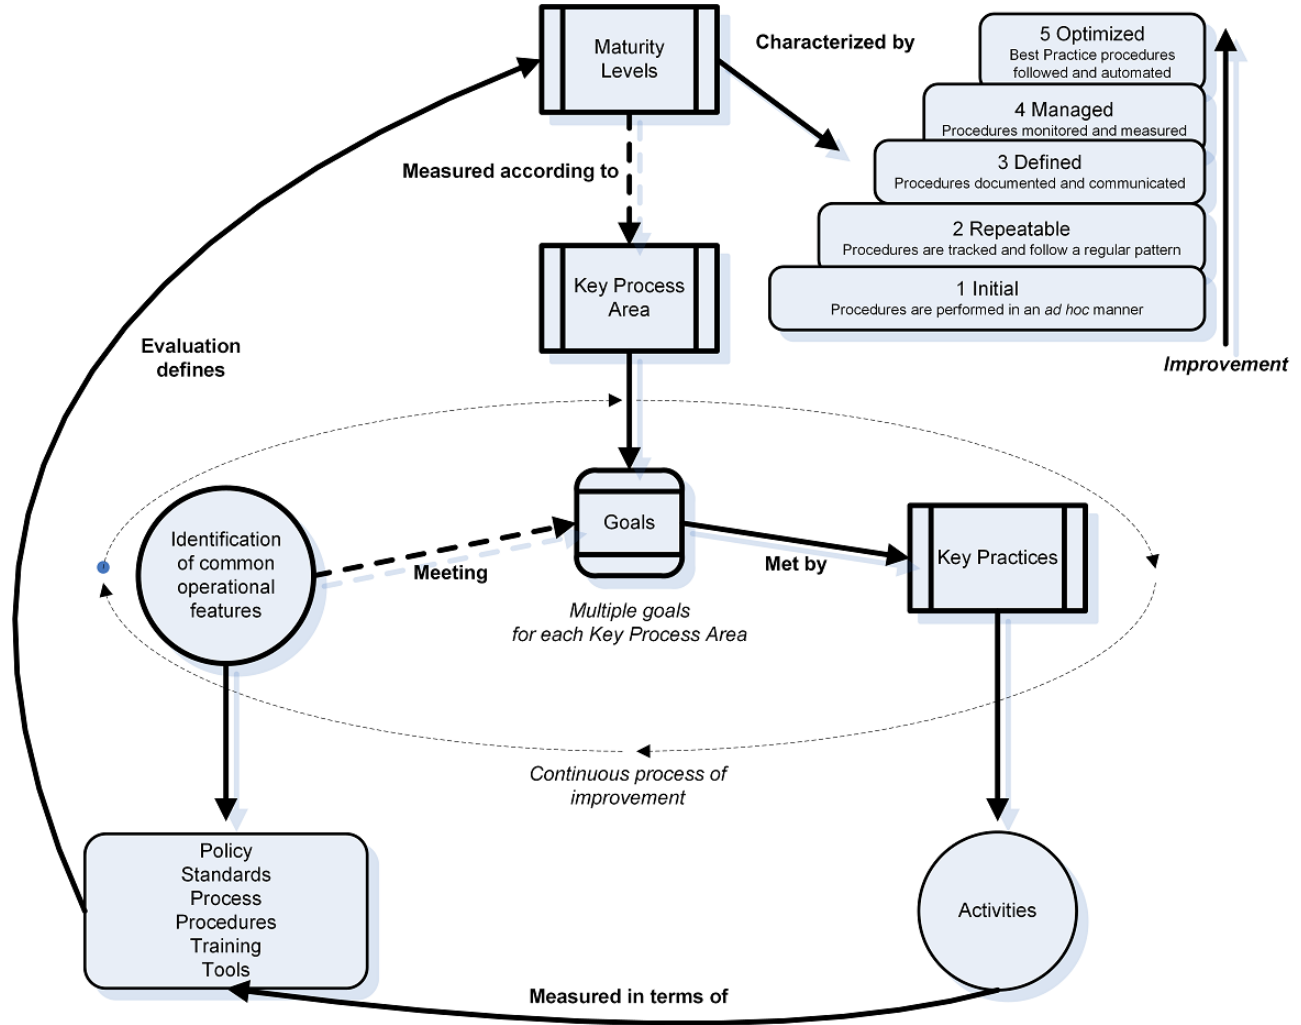 Maturity
Levels
Characterized by
5 Optimized
Best Practice procedures
followed and automated
4 Managed
Procedures monitored and measured
3 Defined
Procedures documented and communicated
2 Repeatable
Procedures are tracked and follow a regular pattern
1 Initial
Procedures are performed in an ad hoc manner
Improvement
Measured according to
Key Process
Area
Evaluation
defines
Identification
of common
operational
features
Meeting
Goals
Multiple goals
for each Key Process Area
Met by
Key Practices
Continuous process of
improvement
Policy
Standards
Process
Procedures
Training
Tools
Measured in terms of
Activities